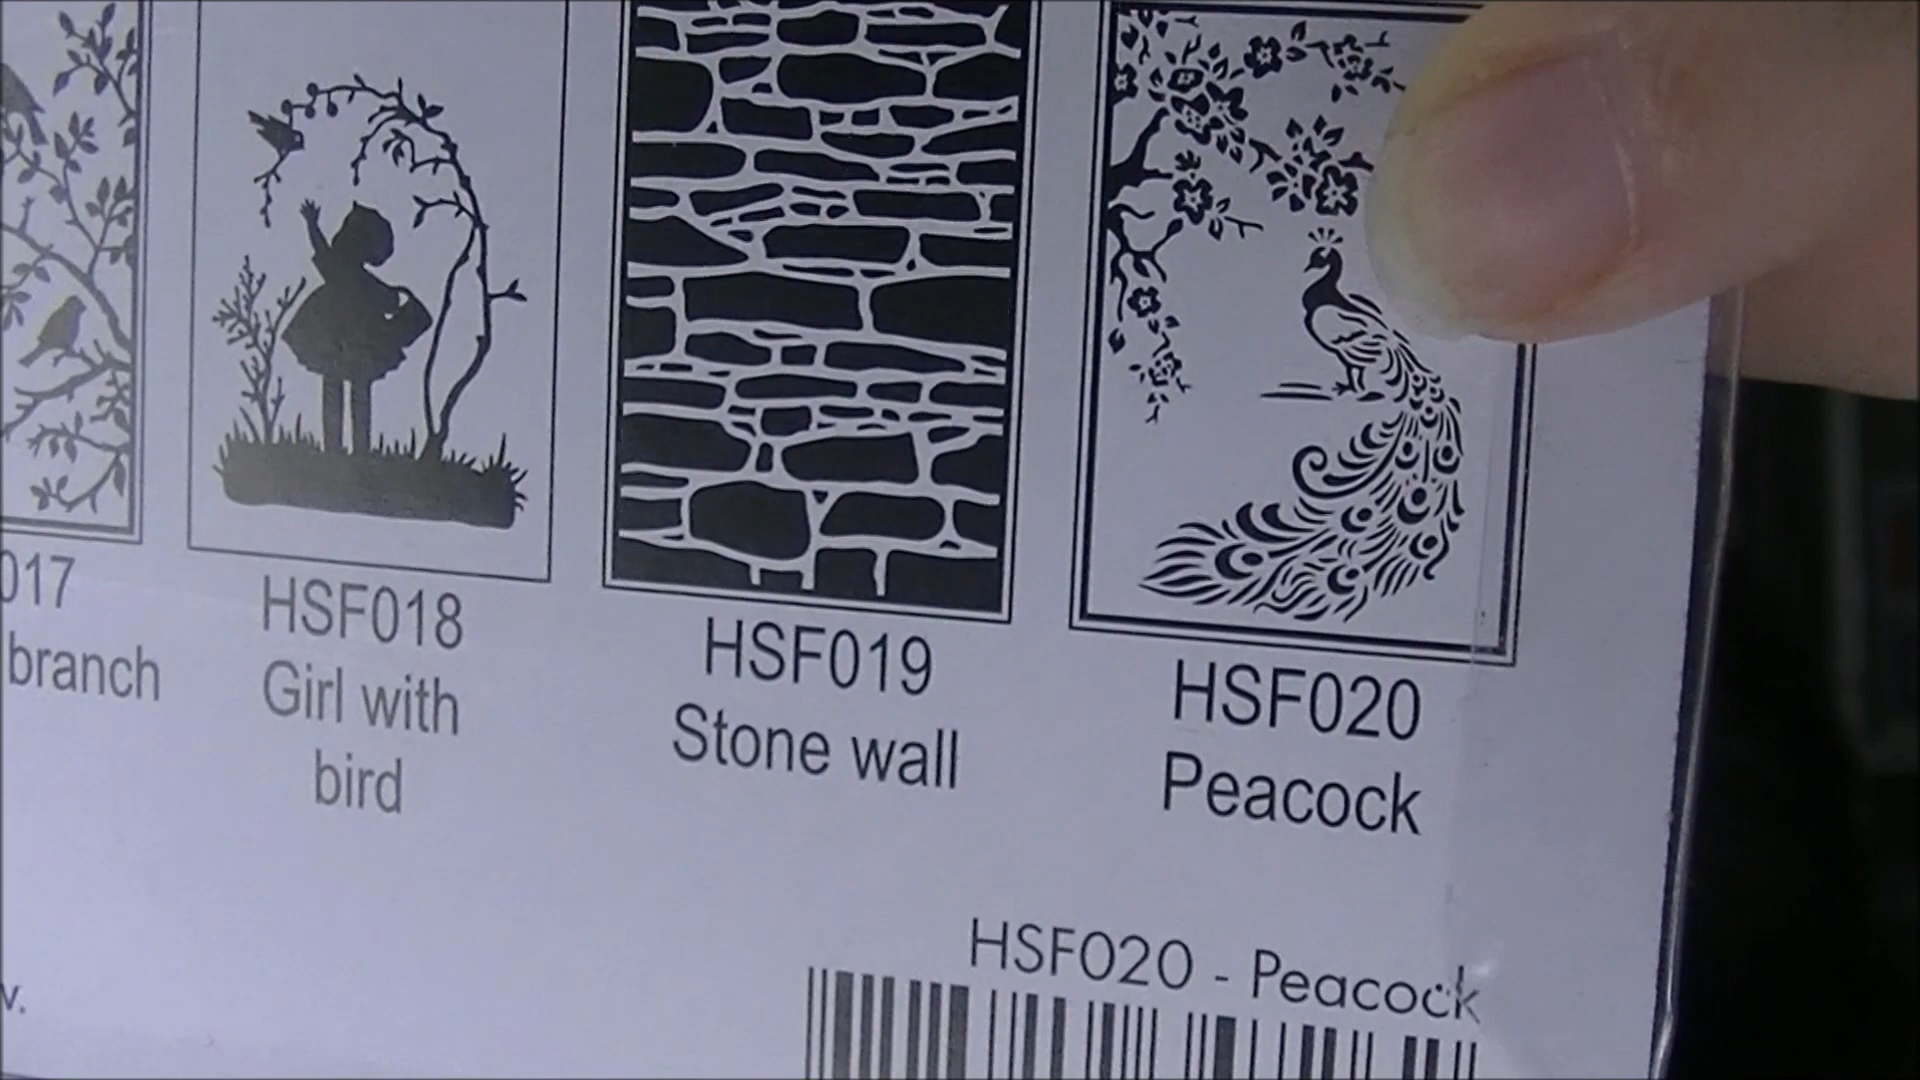 017
branch
HSF018
Girl with
bird
HSF019
Stone wall
HSF020
Peacock
HSF020 - Peacock
v.